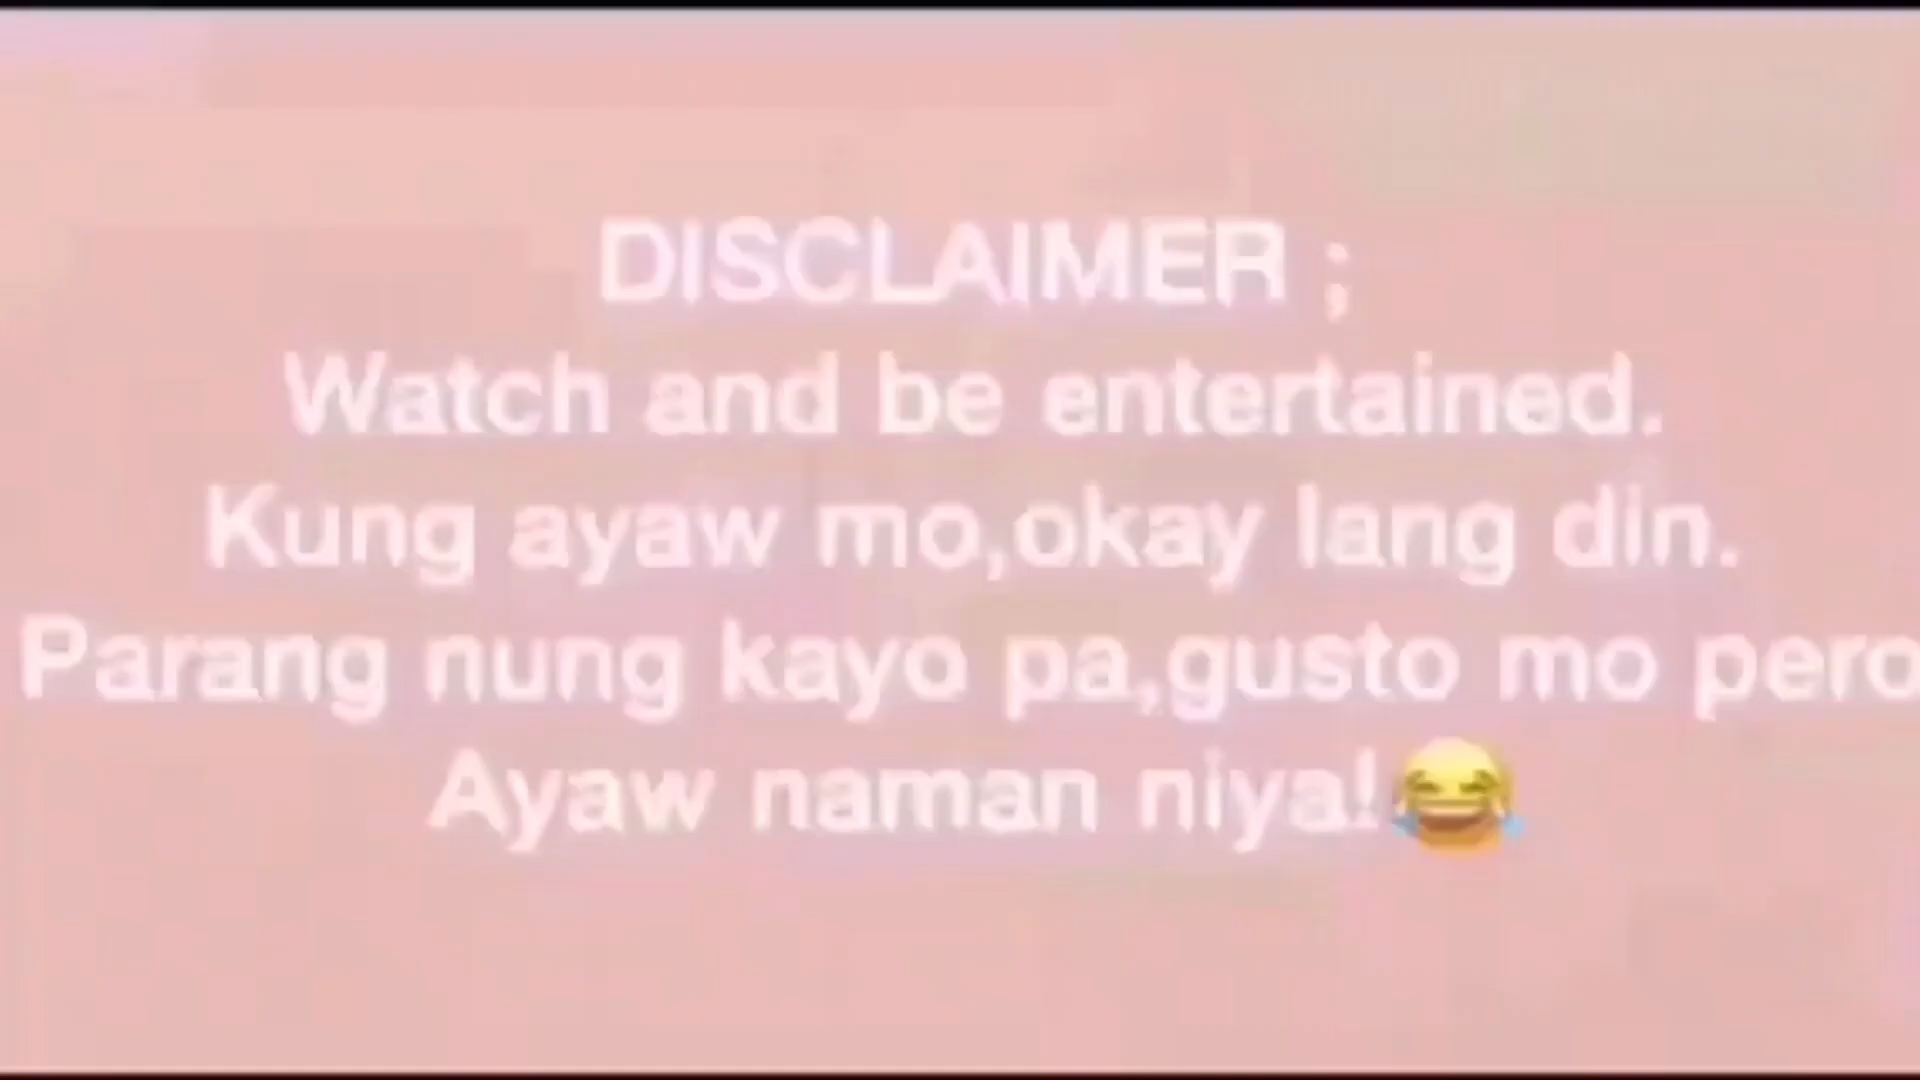 DISCLAIMER ;
Watch and be entertained.
Kung ayaw mo,okay lang din.
Parang nung kayo pa,gusto mo pero
Ayaw naman niya!😂